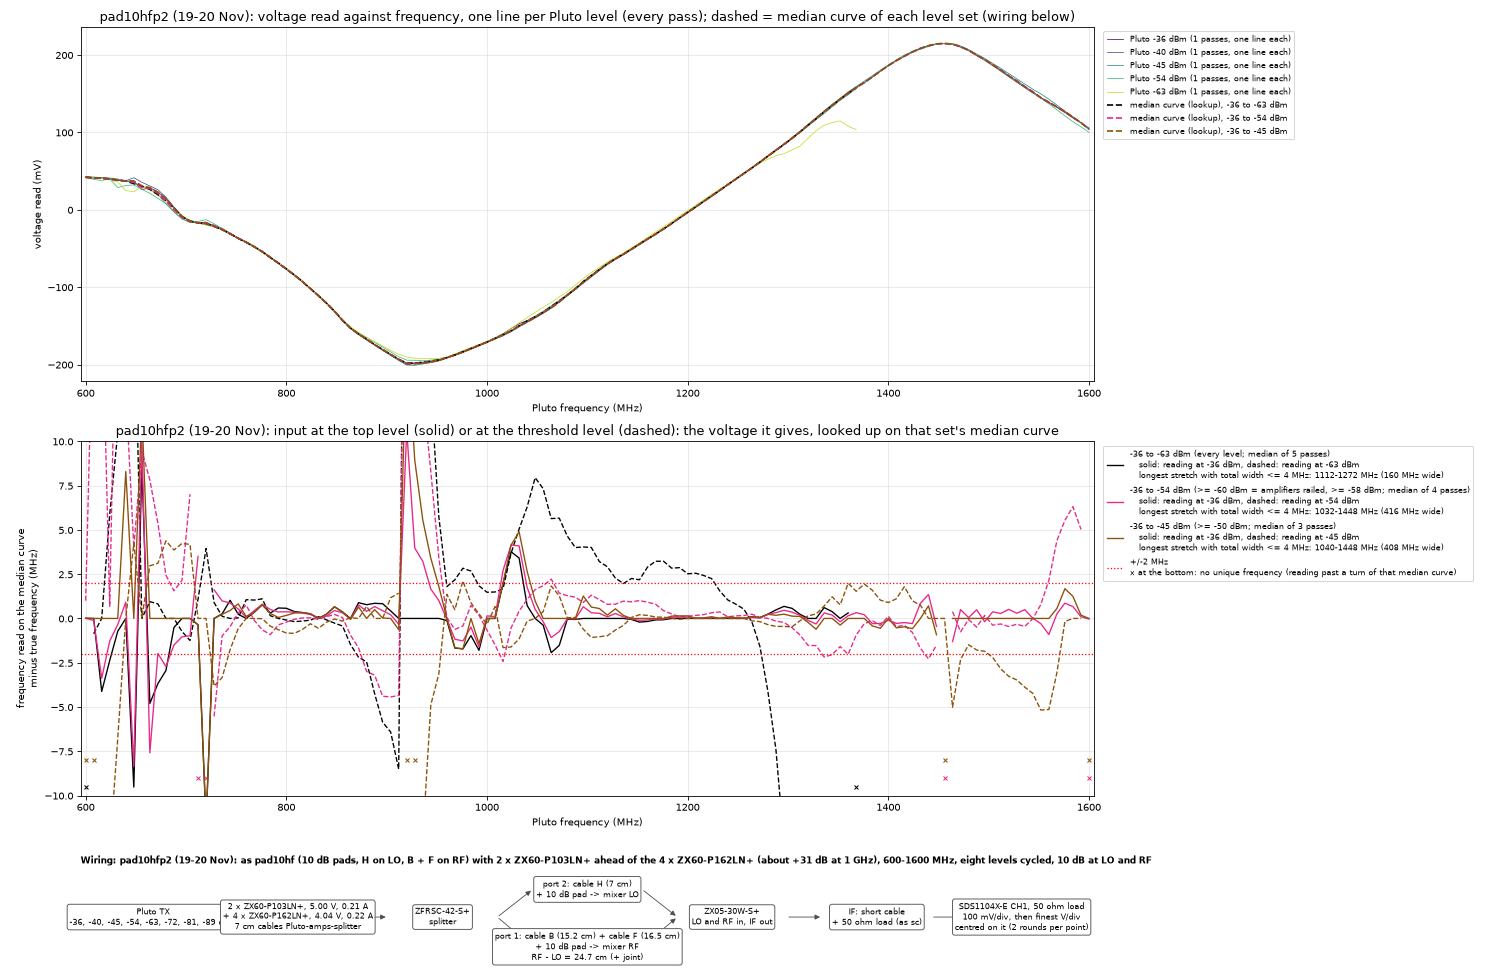 pad10hfp2 (19-20 Nov): voltage read against frequency, one line per Pluto level (every pass); dashed = median curve of each level set (wiring below)
200
100
0
−100
−200
voltage read (mV)
600
800
1000
1200
1400
1600
Pluto frequency (MHz)
Pluto -36 dBm (1 passes, one line each)
Pluto -40 dBm (1 passes, one line each)
Pluto -45 dBm (1 passes, one line each)
Pluto -54 dBm (1 passes, one line each)
Pluto -63 dBm (1 passes, one line each)
median curve (lookup), -36 to -63 dBm
median curve (lookup), -36 to -54 dBm
median curve (lookup), -36 to -45 dBm
pad10hfp2 (19-20 Nov): input at the top level (solid) or at the threshold level (dashed): the voltage it gives, looked up on that set's median curve
10.0
7.5
5.0
2.5
0.0
−2.5
−5.0
−7.5
−10.0
frequency read on the median curve
minus true frequency (MHz)
600
800
1000
1200
1400
1600
Pluto frequency (MHz)
-36 to -63 dBm (every level; median of 5 passes)
solid: reading at -36 dBm, dashed: reading at -63 dBm
longest stretch with total width <= 4 MHz: 1112-1272 MHz (160 MHz wide)
-36 to -54 dBm (>= -60 dBm = amplifiers railed, >= -58 dBm; median of 4 passes)
solid: reading at -36 dBm, dashed: reading at -54 dBm
longest stretch with total width <= 4 MHz: 1032-1448 MHz (416 MHz wide)
-36 to -45 dBm (>= -50 dBm; median of 3 passes)
solid: reading at -36 dBm, dashed: reading at -45 dBm
longest stretch with total width <= 4 MHz: 1040-1448 MHz (408 MHz wide)
+/-2 MHz
x at the bottom: no unique frequency (reading past a turn of that median curve)
Wiring: pad10hfp2 (19-20 Nov): as pad10hf (10 dB pads, H on LO, B + F on RF) with 2 x ZX60-P103LN+ ahead of the 4 x ZX60-P162LN+ (about +31 dB at 1 GHz), 600-1600 MHz, eight levels cycled, 10 dB at LO and RF
Pluto TX
-36, -40, -45, -54, -63, -72, -81, -89
2 x ZX60-P103LN+, 5.00 V, 0.21 A
+ 4 x ZX60-P162LN+, 4.04 V, 0.22 A
7 cm cables Pluto-amps-splitter
ZFRSC-42-S+
splitter
port 2: cable H (7 cm)
+ 10 dB pad -> mixer LO
port 1: cable B (15.2 cm) + cable F (16.5 cm)
+ 10 dB pad -> mixer RF
RF - LO = 24.7 cm (+ joint)
ZX05-30W-S+
LO and RF in, IF out
IF: short cable
+ 50 ohm load (as sc)
SDS1104X-E CH1, 50 ohm load
100 mV/div, then finest V/div
centred on it (2 rounds per point)